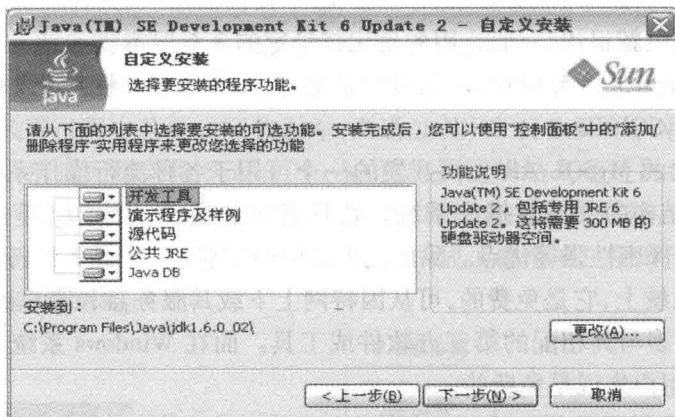 Java(TM) SE Development Kit 6 Update 2 - 自定义安装
自定义安装
选择要安装的程序功能。
Java
Sun
请从下面的列表中选择要安装的可选功能。安装完成后，您可以使用"控制面板"中的"添加/
删除程序"实用程序来更改您选择的功能
开发工具
演示程序及样例
源代码
公共 JRE
Java DB
功能说明
Java(TM) SE Development Kit 6
Update 2，包括专用 JRE 6
Update 2。这将需要 300 MB 的
硬盘驱动器空间。
安装到：
C:\Program Files\Java\jdk1.6.0_02\
更改(A)...
<上一步(B)
下一步(N) >
取消